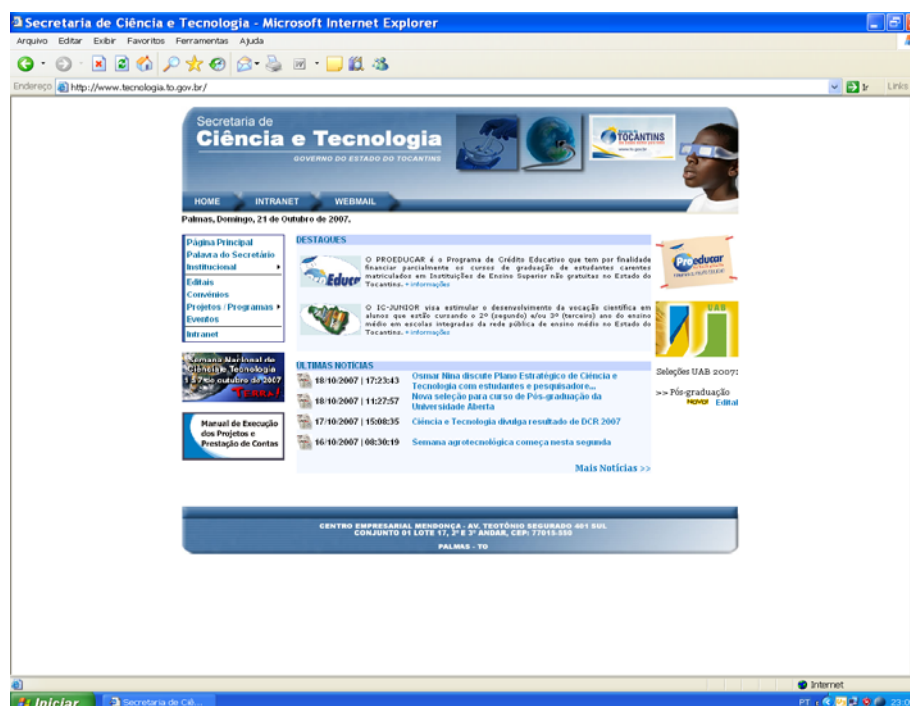 Secretaria de Ciência e Tecnologia - Microsoft Internet Explorer
Arquivo Editar Exibir Favoritos Ferramentas Ajuda
Endereço http://www.tecnologia.to.gov.br/ Ir Links
Secretaria de
Ciência e Tecnologia
GOVERNO DO ESTADO DO TOCANTINS
TOCANTINS
HOME INTRANET WEBMAIL
Palmas, Domingo, 21 de Outubro de 2007.
Página Principal
Palavra do Secretário
Institucional
Editais
Convênios
Projetos / Programas
Eventos
Intranet
Semana Nacional de
Ciência e Tecnologia
1 a 7 de outubro de 2007
TERRA!
Manual de Execução
dos Projetos e
Prestação de Contas
DESTAQUES
Educar
O PROEDUCAR é o Programa de Crédito Educativo que tem por finalidade
financiar parcialmente os cursos de graduação de estudantes carentes
matriculados em Instituições de Ensino Superior não gratuitas no Estado do
Tocantins. + informações
O IC-JUNIOR visa estimular o desenvolvimento da vocação científica em
alunos que estão cursando o 2º (segundo) e/ou 3º (terceiro) ano do ensino
médio em escolas integradas da rede pública de ensino médio no Estado do
Tocantins. + informações
ULTIMAS NOTÍCIAS
18/10/2007 | 17:23:43 Osmar Nina discute Plano Estratégico de Ciência e
Tecnologia com estudantes e pesquisadore...
18/10/2007 | 11:27:57 Nova seleção para curso de Pós-graduação da
Universidade Aberta
17/10/2007 | 15:08:35 Ciência e Tecnologia divulga resultado de DCR 2007
16/10/2007 | 08:30:19 Semana agrotecnológica começa nesta segunda
Mais Notícias >>
Proeducar
UAB
Seleções UAB 2007:
>> Pós-graduação
Novo! Edital
CENTRO EMPRESARIAL MENDONÇA - AV. TEOTÔNIO SEGURADO 401 SUL
CONJUNTO 01 LOTE 17, 2º E 3º ANDAR, CEP: 77015-550
PALMAS - TO
Internet
Iniciar Secretaria de Ciê... PT